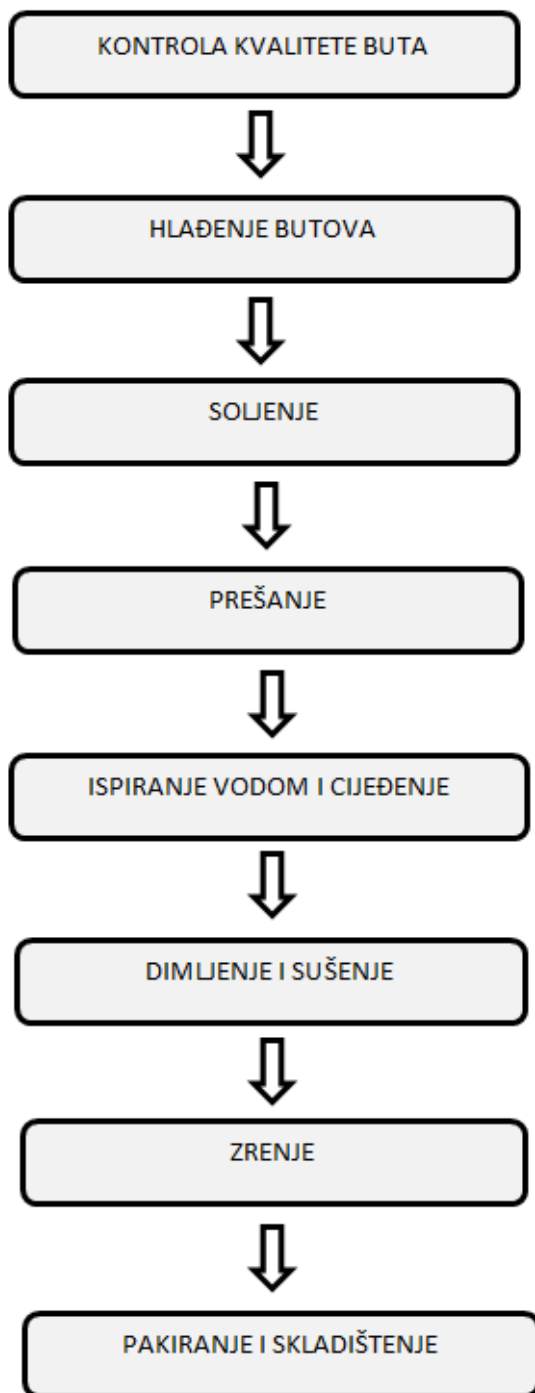 KONTROLA KVALITETE BUTA
HLAĐENJE BUTOVA
SOLJENJE
PREŠANJE
ISPIRANJE VODOM I CIJEĐENJE
DIMLJENJE I SUŠENJE
ZRENJE
PAKIRANJE I SKLADIŠTENJE